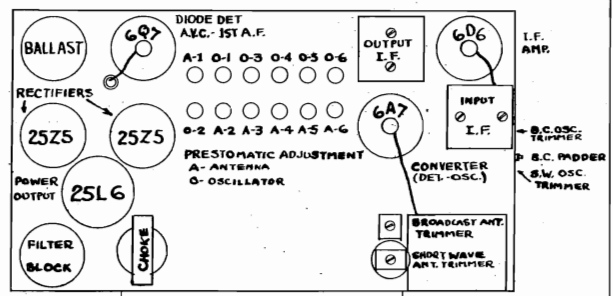 BALLAST
6Q7
DIODE DET
A.V.C.- 1ST A.F.
A-1 O-1 O-3 O-4 O-5 O-6
OUTPUT
I.F.
6D6
I.F.
AMP.
RECTIFIERS
25Z5
25Z5
O-2 A-2 A-3 A-4 A-5 A-6
6A7
INPUT
I.F.
B.C. OSC.
TRIMMER
B.C. PADDER
S.W. OSC.
TRIMMER
PRESTOMATIC ADJUSTMENT
A- ANTENNA
O- OSCILLATOR
CONVERTER
(DET.-OSC.)
POWER
OUTPUT
25L6
FILTER
BLOCK
CHOKE
BROADCAST ANT.
TRIMMER
SHORT WAVE
ANT. TRIMMER